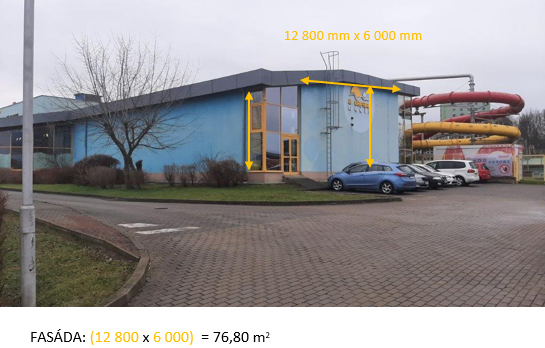 12 800 mm x 6 000 mm
FASÁDA: (12 800 x 6 000) = 76,80 m²